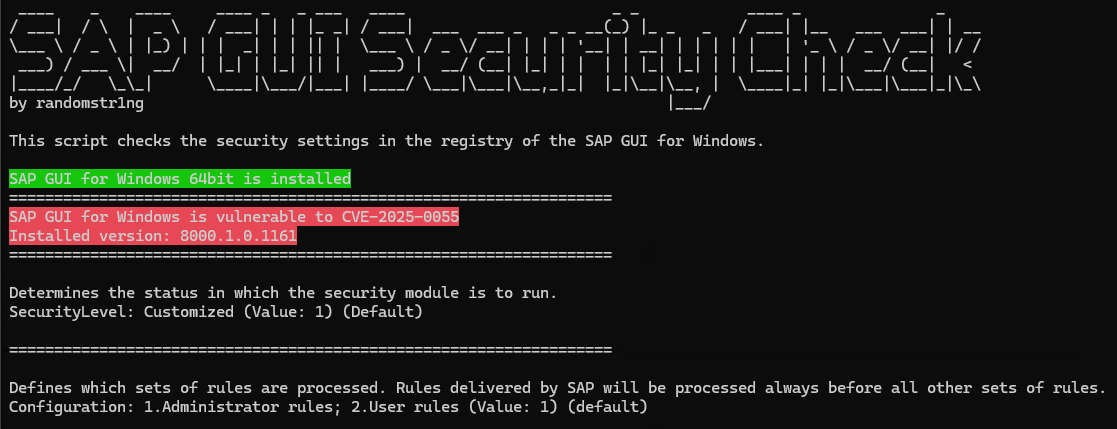 SAP GUI Security Check
by randomstr1ng
This script checks the security settings in the registry of the SAP GUI for Windows.
SAP GUI for Windows 64bit is installed
===================================================================
SAP GUI for Windows is vulnerable to CVE-2025-0055
Installed version: 8000.1.0.1161
===================================================================
Determines the status in which the security module is to run.
SecurityLevel: Customized (Value: 1) (Default)
===================================================================
Defines which sets of rules are processed. Rules delivered by SAP will be processed always before all other sets of rules.
Configuration: 1.Administrator rules; 2.User rules (Value: 1) (default)